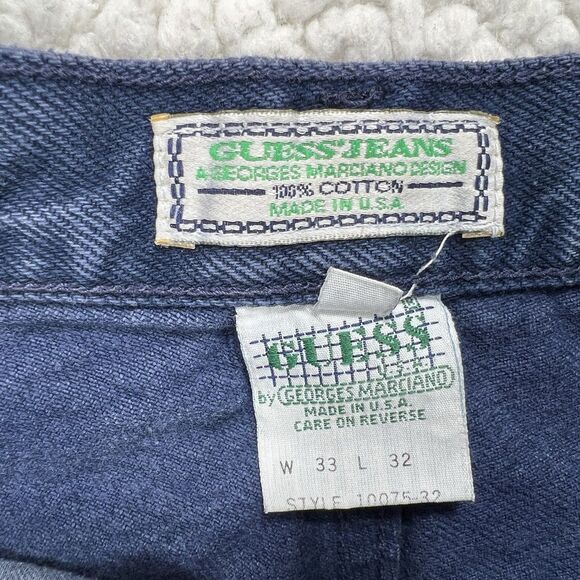 GUESS? JEANS
A GEORGES MARCIANO DESIGN
100% COTTON
MADE IN U.S.A.
GUESS
U.S.A.
by GEORGES MARCIANO
MADE IN U.S.A.
CARE ON REVERSE
W 33 L 32
STYLE 10075-32